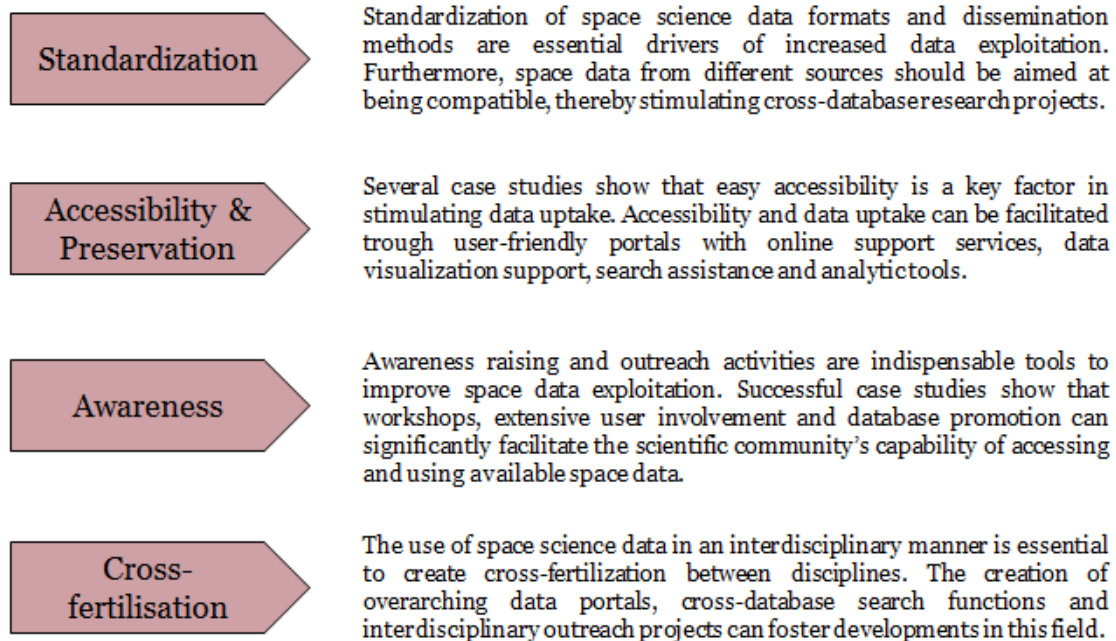 Standardization
Standardization of space science data formats and dissemination
methods are essential drivers of increased data exploitation.
Furthermore, space data from different sources should be aimed at
being compatible, thereby stimulating cross-database research projects.
Accessibility &
Preservation
Several case studies show that easy accessibility is a key factor in
stimulating data uptake. Accessibility and data uptake can be facilitated
trough user-friendly portals with online support services, data
visualization support, search assistance and analytic tools.
Awareness
Awareness raising and outreach activities are indispensable tools to
improve space data exploitation. Successful case studies show that
workshops, extensive user involvement and database promotion can
significantly facilitate the scientific community's capability of accessing
and using available space data.
Cross-
fertilisation
The use of space science data in an interdisciplinary manner is essential
to create cross-fertilization between disciplines. The creation of
overarching data portals, cross-database search functions and
interdisciplinary outreach projects can foster developments in this field.